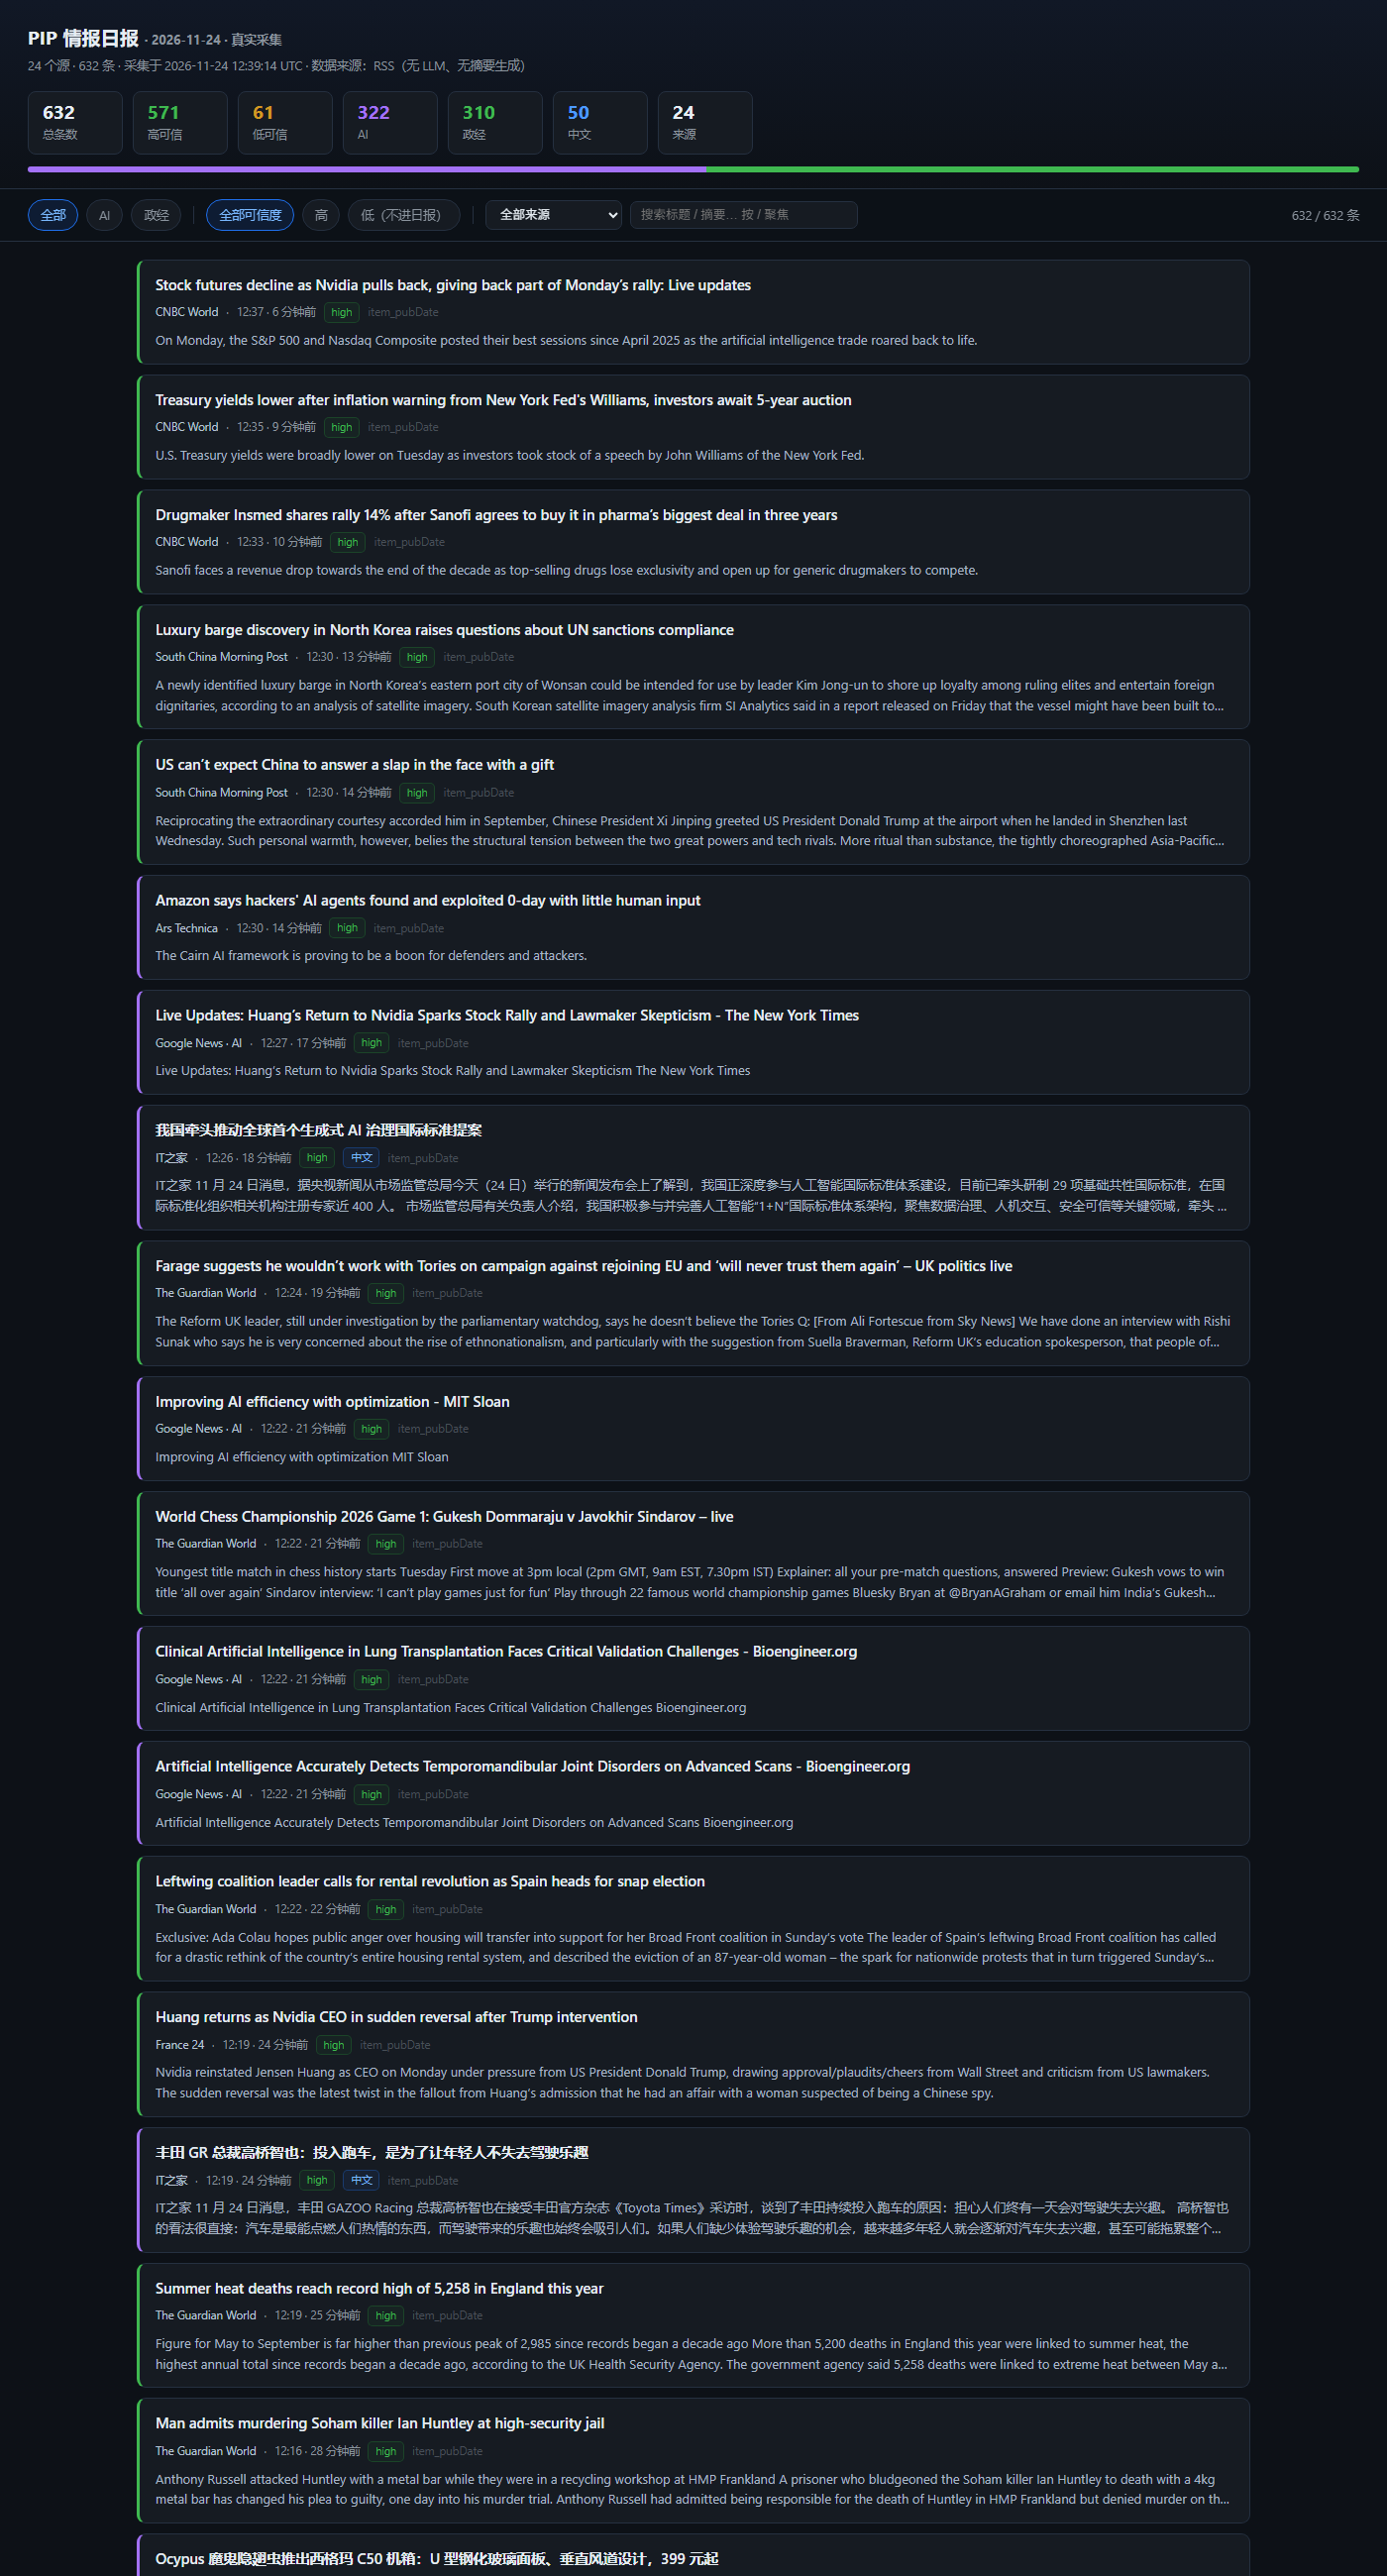 PIP 情报日报 · 2026-11-24 · 真实采集
24 个源 · 632 条 · 采集于 2026-11-24 12:39:14 UTC · 数据来源：RSS（无 LLM、无摘要生成）
632 571 61 322 310 50 24
总条数 高可信 低可信 AI 政经 中文 来源
全部 AI 政经 全部可信度 高 低（不进日报） 全部来源 搜索标题 / 摘要… 按 / 聚焦 632 / 632 条
Stock futures decline as Nvidia pulls back, giving back part of Monday’s rally: Live updates
CNBC World · 12:37 · 6 分钟前 high item_pubDate
On Monday, the S&P 500 and Nasdaq Composite posted their best sessions since April 2025 as the artificial intelligence trade roared back to life.
Treasury yields lower after inflation warning from New York Fed's Williams, investors await 5-year auction
CNBC World · 12:35 · 9 分钟前 high item_pubDate
U.S. Treasury yields were broadly lower on Tuesday as investors took stock of a speech by John Williams of the New York Fed.
Drugmaker Insmed shares rally 14% after Sanofi agrees to buy it in pharma’s biggest deal in three years
CNBC World · 12:33 · 10 分钟前 high item_pubDate
Sanofi faces a revenue drop towards the end of the decade as top-selling drugs lose exclusivity and open up for generic drugmakers to compete.
Luxury barge discovery in North Korea raises questions about UN sanctions compliance
South China Morning Post · 12:30 · 13 分钟前 high item_pubDate
A newly identified luxury barge in North Korea’s eastern port city of Wonsan could be intended for use by leader Kim Jong-un to shore up loyalty among ruling elites and entertain foreign
dignitaries, according to an analysis of satellite imagery. South Korean satellite imagery analysis firm SI Analytics said in a report released on Friday that the vessel might have been built to…
US can’t expect China to answer a slap in the face with a gift
South China Morning Post · 12:30 · 14 分钟前 high item_pubDate
Reciprocating the extraordinary courtesy accorded him in September, Chinese President Xi Jinping greeted US President Donald Trump at the airport when he landed in Shenzhen last
Wednesday. Such personal warmth, however, belies the structural tension between the two great powers and tech rivals. More ritual than substance, the tightly choreographed Asia-Pacific…
Amazon says hackers' AI agents found and exploited 0-day with little human input
Ars Technica · 12:30 · 14 分钟前 high item_pubDate
The Cairn AI framework is proving to be a boon for defenders and attackers.
Live Updates: Huang’s Return to Nvidia Sparks Stock Rally and Lawmaker Skepticism - The New York Times
Google News · AI · 12:27 · 17 分钟前 high item_pubDate
Live Updates: Huang’s Return to Nvidia Sparks Stock Rally and Lawmaker Skepticism The New York Times
我国牵头推动全球首个生成式 AI 治理国际标准提案
IT之家 · 12:26 · 18 分钟前 high 中文 item_pubDate
IT之家 11 月 24 日消息，据央视新闻从市场监管总局今天（24 日）举行的新闻发布会上了解到，我国正深度参与人工智能国际标准体系建设，目前已牵头研制 29 项基础共性国际标准，在国
际标准化组织相关机构注册专家近 400 人。 市场监管总局有关负责人介绍，我国积极参与并完善人工智能“1+N”国际标准体系架构，聚焦数据治理、人机交互、安全可信等关键领域，牵头 …
Farage suggests he wouldn’t work with Tories on campaign against rejoining EU and ‘will never trust them again’ – UK politics live
The Guardian World · 12:24 · 19 分钟前 high item_pubDate
The Reform UK leader, still under investigation by the parliamentary watchdog, says he doesn’t believe the Tories Q: [From Ali Fortescue from Sky News] We have done an interview with Rishi
Sunak who says he is very concerned about the rise of ethnonationalism, and particularly with the suggestion from Suella Braverman, Reform UK’s education spokesperson, that people of…
Improving AI efficiency with optimization - MIT Sloan
Google News · AI · 12:22 · 21 分钟前 high item_pubDate
Improving AI efficiency with optimization MIT Sloan
World Chess Championship 2026 Game 1: Gukesh Dommaraju v Javokhir Sindarov – live
The Guardian World · 12:22 · 21 分钟前 high item_pubDate
Youngest title match in chess history starts Tuesday First move at 3pm local (2pm GMT, 9am EST, 7.30pm IST) Explainer: all your pre-match questions, answered Preview: Gukesh vows to win
title ‘all over again’ Sindarov interview: ‘I can’t play games just for fun’ Play through 22 famous world championship games Bluesky Bryan at @BryanAGraham or email him India’s Gukesh…
Clinical Artificial Intelligence in Lung Transplantation Faces Critical Validation Challenges - Bioengineer.org
Google News · AI · 12:22 · 21 分钟前 high item_pubDate
Clinical Artificial Intelligence in Lung Transplantation Faces Critical Validation Challenges Bioengineer.org
Artificial Intelligence Accurately Detects Temporomandibular Joint Disorders on Advanced Scans - Bioengineer.org
Google News · AI · 12:22 · 21 分钟前 high item_pubDate
Artificial Intelligence Accurately Detects Temporomandibular Joint Disorders on Advanced Scans Bioengineer.org
Leftwing coalition leader calls for rental revolution as Spain heads for snap election
The Guardian World · 12:22 · 22 分钟前 high item_pubDate
Exclusive: Ada Colau hopes public anger over housing will transfer into support for her Broad Front coalition in Sunday’s vote The leader of Spain’s leftwing Broad Front coalition has called
for a drastic rethink of the country’s entire housing rental system, and described the eviction of an 87-year-old woman – the spark for nationwide protests that in turn triggered Sunday’s…
Huang returns as Nvidia CEO in sudden reversal after Trump intervention
France 24 · 12:19 · 24 分钟前 high item_pubDate
Nvidia reinstated Jensen Huang as CEO on Monday under pressure from US President Donald Trump, drawing approval/plaudits/cheers from Wall Street and criticism from US lawmakers.
The sudden reversal was the latest twist in the fallout from Huang’s admission that he had an affair with a woman suspected of being a Chinese spy.
丰田 GR 总裁高桥智也：投入跑车，是为了让年轻人不失去驾驶乐趣
IT之家 · 12:19 · 24 分钟前 high 中文 item_pubDate
IT之家 11 月 24 日消息，丰田 GAZOO Racing 总裁高桥智也在接受丰田官方杂志《Toyota Times》采访时，谈到了丰田持续投入跑车的原因：担心人们终有一天会对驾驶失去兴趣。 高桥智也
的看法很直接：汽车是最能点燃人们热情的东西，而驾驶带来的乐趣也始终会吸引人们。如果人们缺少体验驾驶乐趣的机会，越来越多年轻人就会逐渐对汽车失去兴趣，甚至可能拖累整个…
Summer heat deaths reach record high of 5,258 in England this year
The Guardian World · 12:19 · 25 分钟前 high item_pubDate
Figure for May to September is far higher than previous peak of 2,985 since records began a decade ago More than 5,200 deaths in England this year were linked to summer heat, the
highest annual total since records began a decade ago, according to the UK Health Security Agency. The government agency said 5,258 deaths were linked to extreme heat between May a…
Man admits murdering Soham killer Ian Huntley at high-security jail
The Guardian World · 12:16 · 28 分钟前 high item_pubDate
Anthony Russell attacked Huntley with a metal bar while they were in a recycling workshop at HMP Frankland A prisoner who bludgeoned the Soham killer Ian Huntley to death with a 4kg
metal bar has changed his plea to guilty, one day into his murder trial. Anthony Russell had admitted being responsible for the death of Huntley in HMP Frankland but denied murder on th…
Ocypus 魔鬼隐翅虫推出西格玛 C50 机箱：U 型钢化玻璃面板、垂直风道设计，399 元起